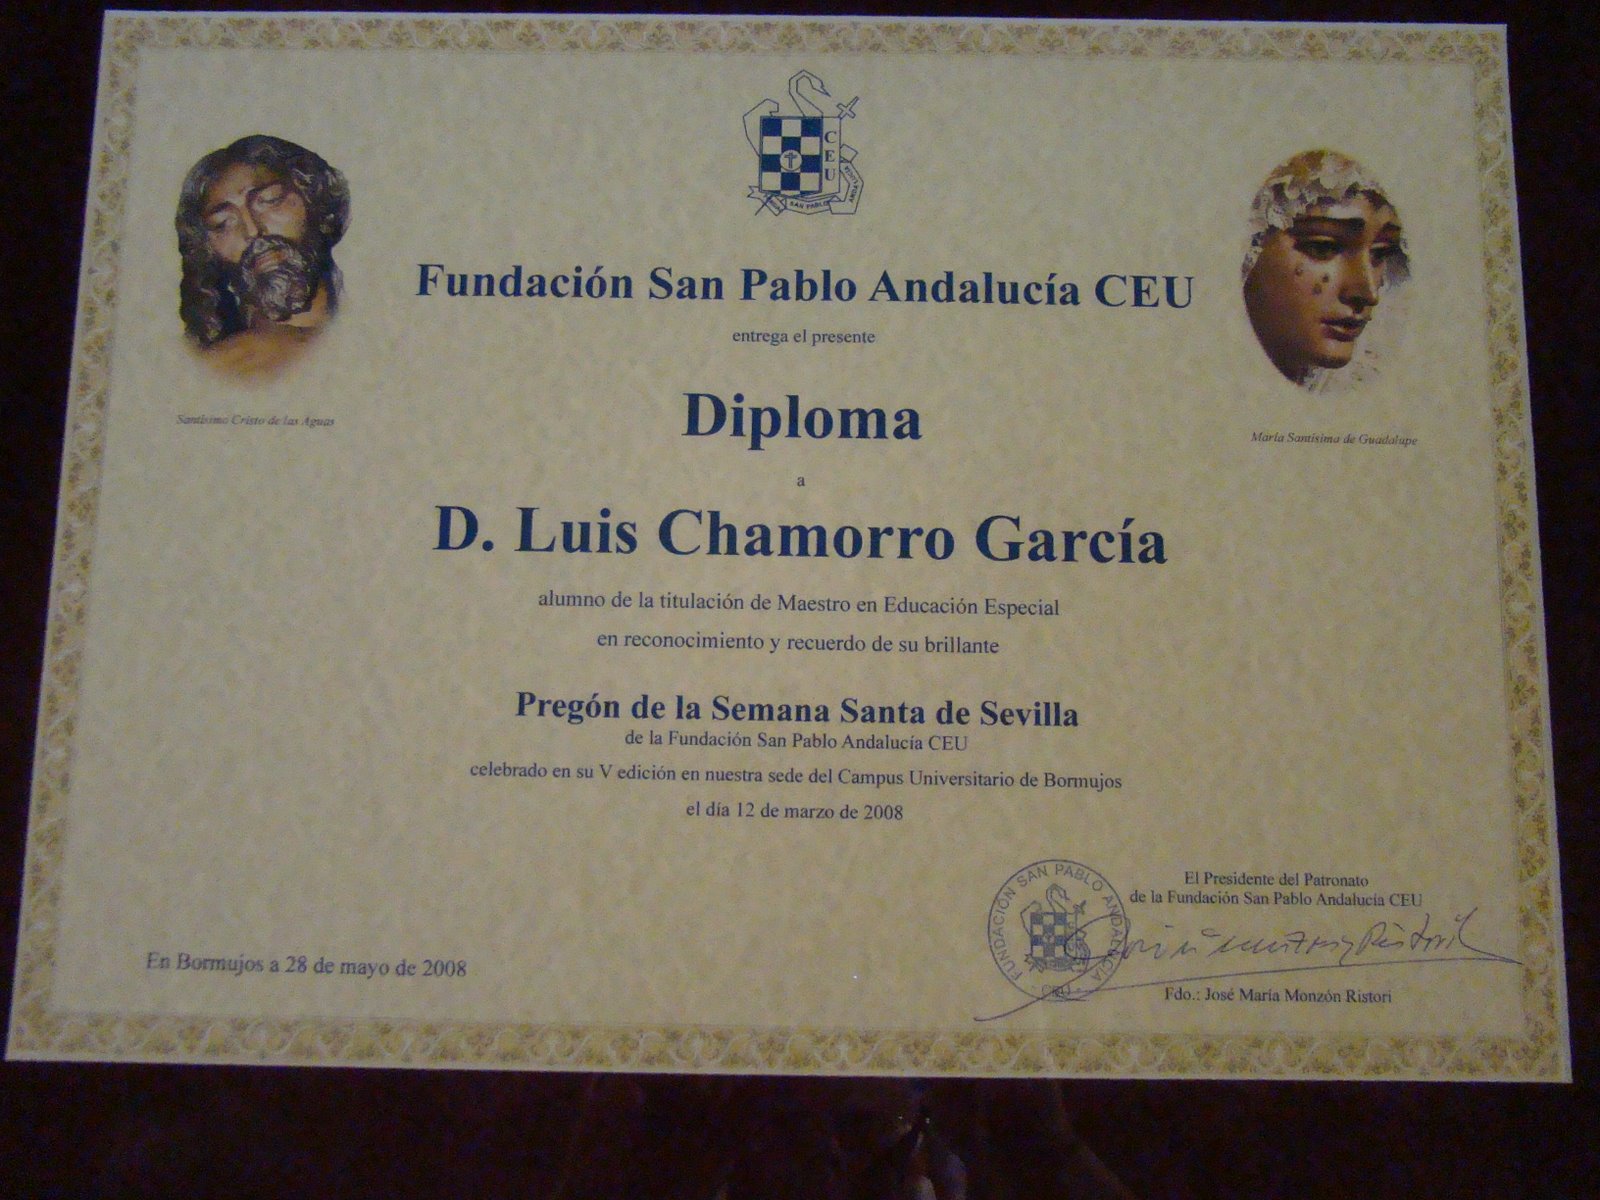 CEU
SAN PABLO
Fundación San Pablo Andalucía CEU
entrega el presente
Diploma
a
D. Luis Chamorro García
alumno de la titulación de Maestro en Educación Especial
en reconocimiento y recuerdo de su brillante
Pregón de la Semana Santa de Sevilla
de la Fundación San Pablo Andalucía CEU
celebrado en su V edición en nuestra sede del Campus Universitario de Bormujos
el día 12 de marzo de 2008
Santísimo Cristo de las Aguas
María Santísima de Guadalupe
En Bormujos a 28 de mayo de 2008
FUNDACIÓN SAN PABLO ANDALUCÍA
CEU
El Presidente del Patronato
de la Fundación San Pablo Andalucía CEU
Fdo.: José María Monzón Ristori